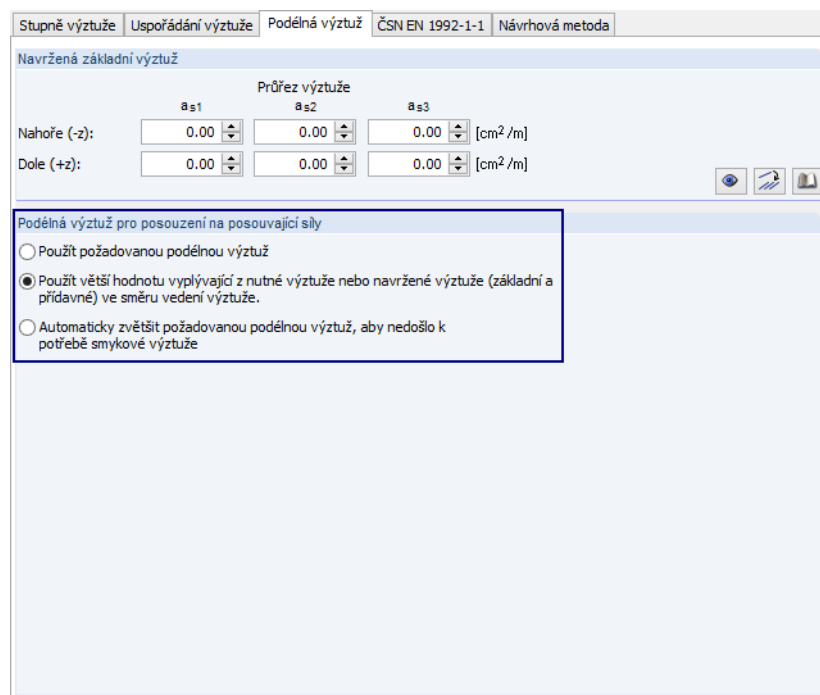 Stupně výztuže Uspořádání výztuže Podélná výztuž ČSN EN 1992-1-1 Návrhová metoda
Navržená základní výztuž
Průřez výztuže
as1 as2 as3
Nahoře (-z): 0.00 0.00 0.00 [cm2/m]
Dole (+z): 0.00 0.00 0.00 [cm2/m]
Podélná výztuž pro posouzení na posouvající síly
Použít požadovanou podélnou výztuž
Použít větší hodnotu vyplývající z nutné výztuže nebo navržené výztuže (základní a
přídavné) ve směru vedení výztuže.
Automaticky zvětšit požadovanou podélnou výztuž, aby nedošlo k
potřebě smykové výztuže